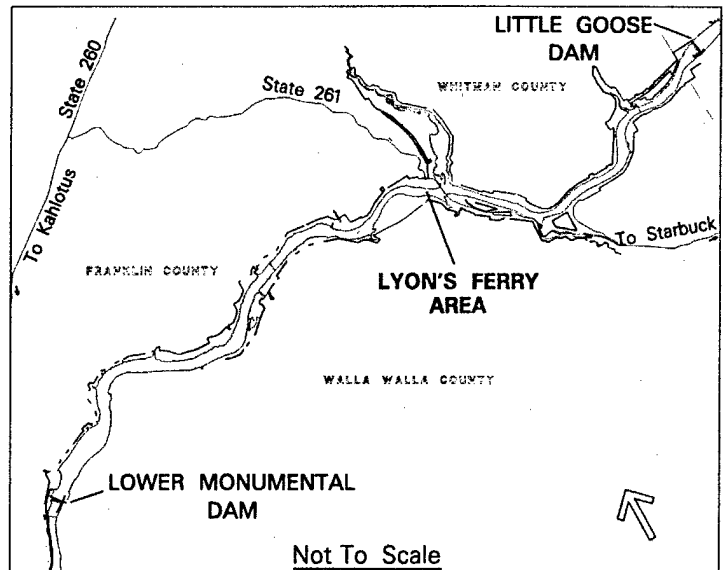 LITTLE GOOSE
DAM
State 260
State 261
WHITMAN COUNTY
To Kahlotus
To Starbuck
FRANKLIN COUNTY
LYON'S FERRY
AREA
WALLA WALLA COUNTY
LOWER MONUMENTAL
DAM
Not To Scale